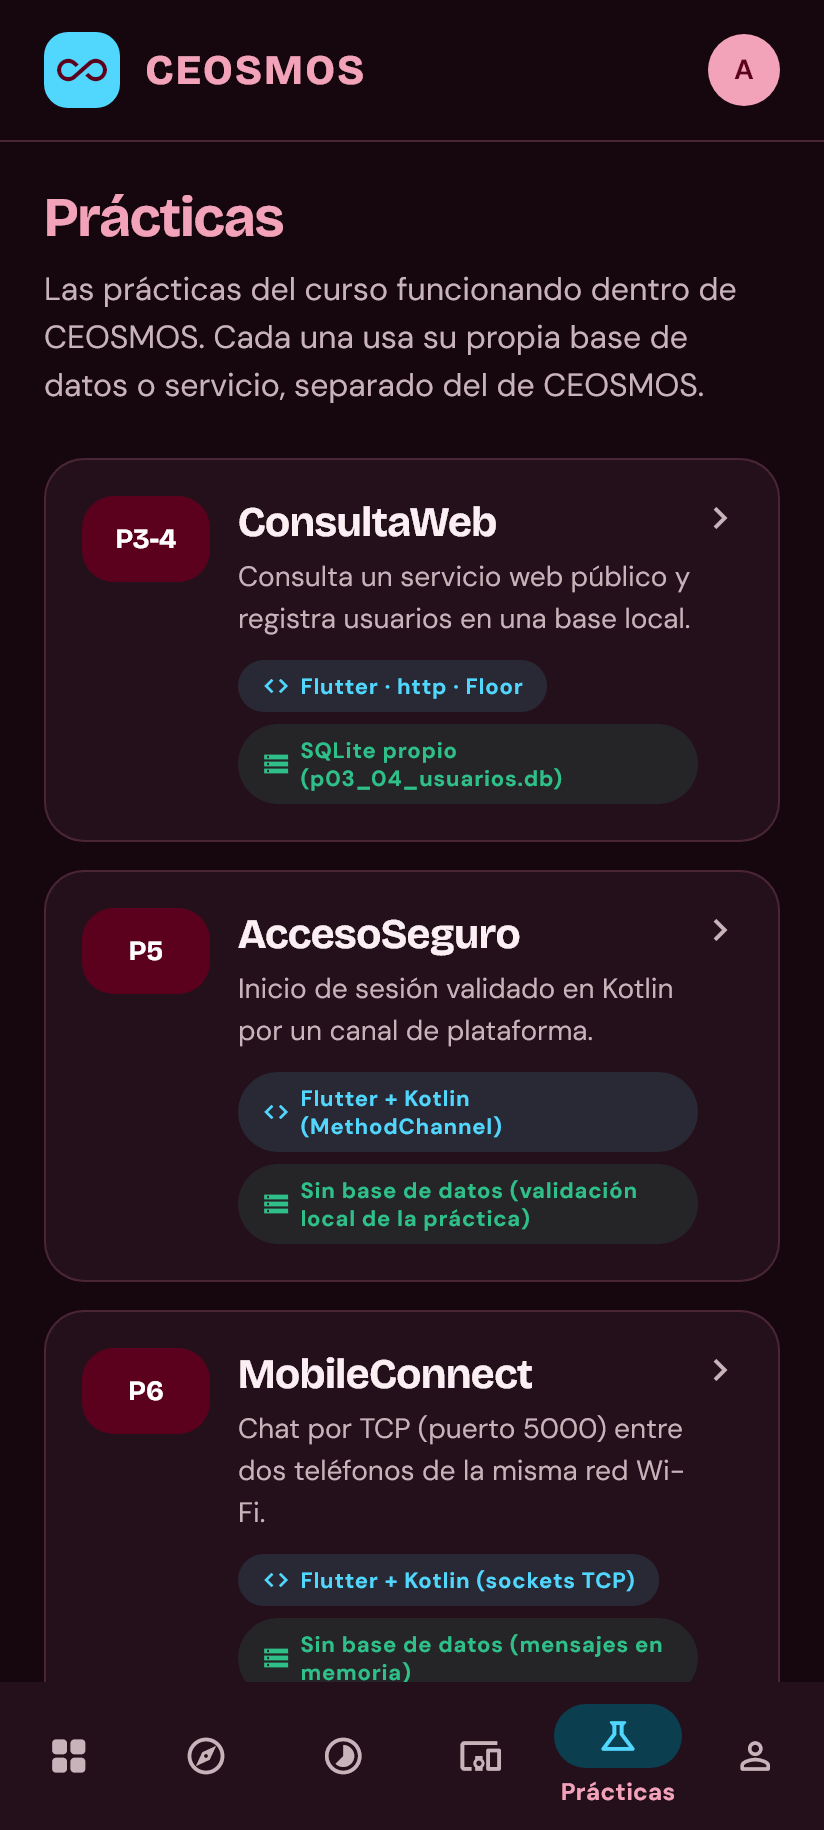 CEOSMOS
A
Prácticas
Las prácticas del curso funcionando dentro de
CEOSMOS. Cada una usa su propia base de
datos o servicio, separado del de CEOSMOS.
P3-4
ConsultaWeb
Consulta un servicio web público y
registra usuarios en una base local.
Flutter · http · Floor
SQLite propio
(p03_04_usuarios.db)
P5
AccesoSeguro
Inicio de sesión validado en Kotlin
por un canal de plataforma.
Flutter + Kotlin
(MethodChannel)
Sin base de datos (validación
local de la práctica)
P6
MobileConnect
Chat por TCP (puerto 5000) entre
dos teléfonos de la misma red Wi-
Fi.
Flutter + Kotlin (sockets TCP)
Sin base de datos (mensajes en
memoria)
Prácticas